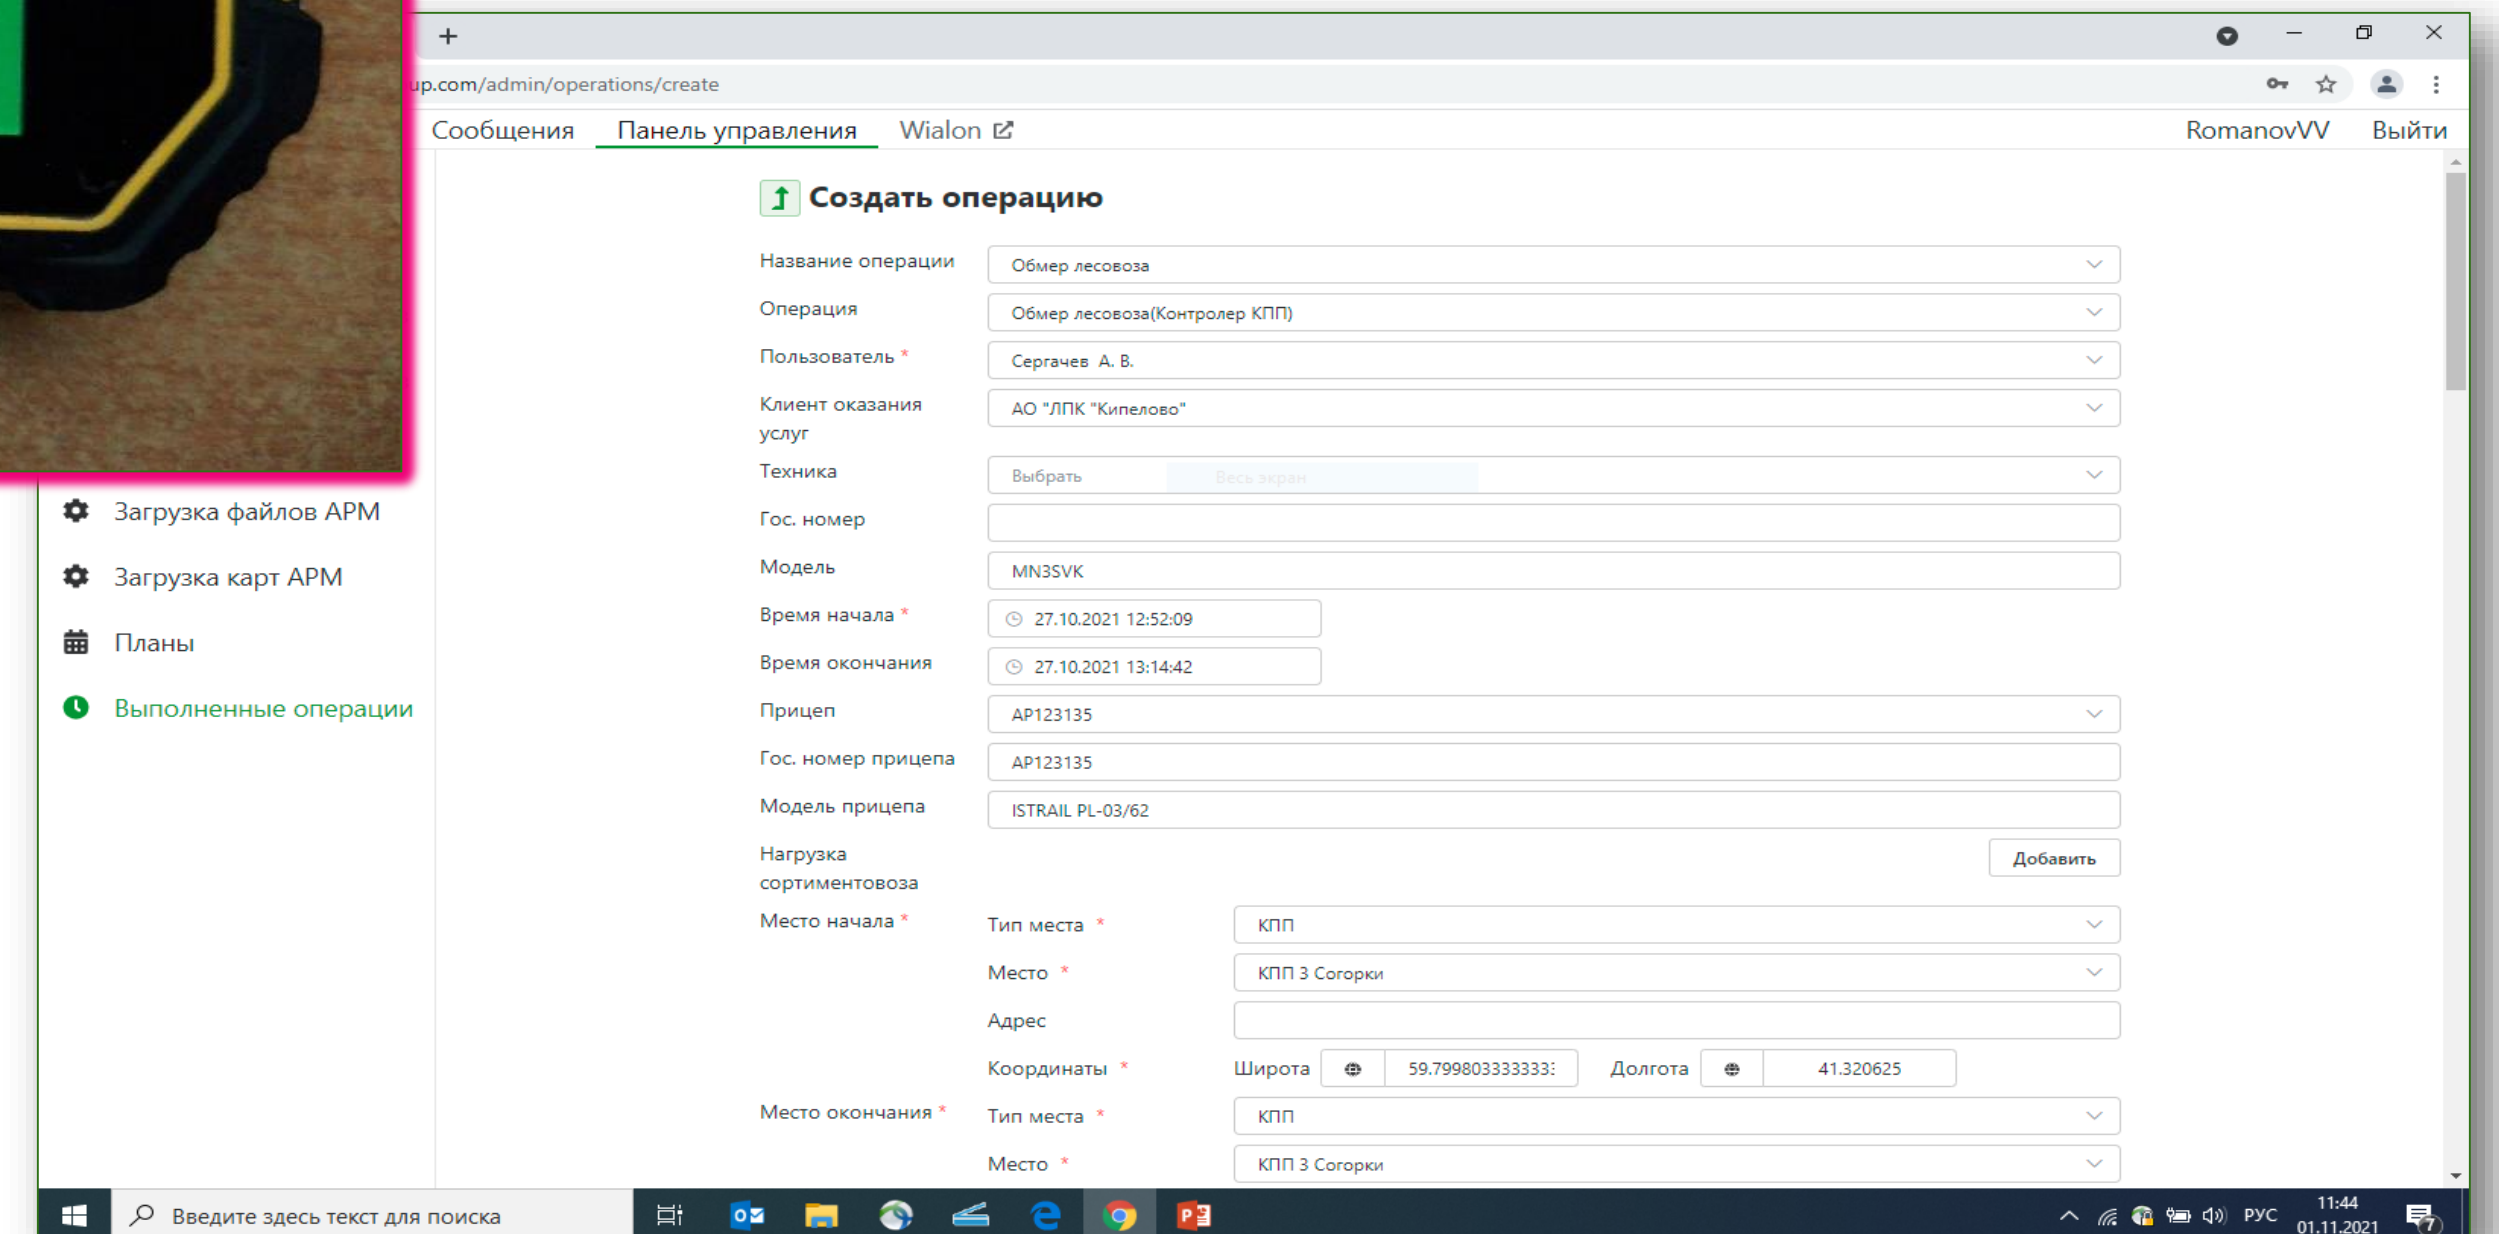 up.com/admin/operations/create
Сообщения Панель управления Wialon RomanovVV Выйти
Создать операцию
Название операции Обмер лесовоза
Операция Обмер лесовоза(Контролер КПП)
Пользователь * Сергачев А. В.
Клиент оказания услуг АО "ЛПК "Кипелово"
Техника Выбрать Весь экран
Гос. номер
Модель MN3SVK
Время начала * 27.10.2021 12:52:09
Время окончания 27.10.2021 13:14:42
Прицеп АР123135
Гос. номер прицепа АР123135
Модель прицепа ISTRAIL PL-03/62
Нагрузка сортиментовоза Добавить
Место начала * Тип места * КПП
Место * КПП 3 Согорки
Адрес
Координаты * Широта 59.799803333333 Долгота 41.320625
Место окончания * Тип места * КПП
Место * КПП 3 Согорки
Загрузка файлов АРМ
Загрузка карт АРМ
Планы
Выполненные операции
Введите здесь текст для поиска
РУС 11:44
01.11.2021
7